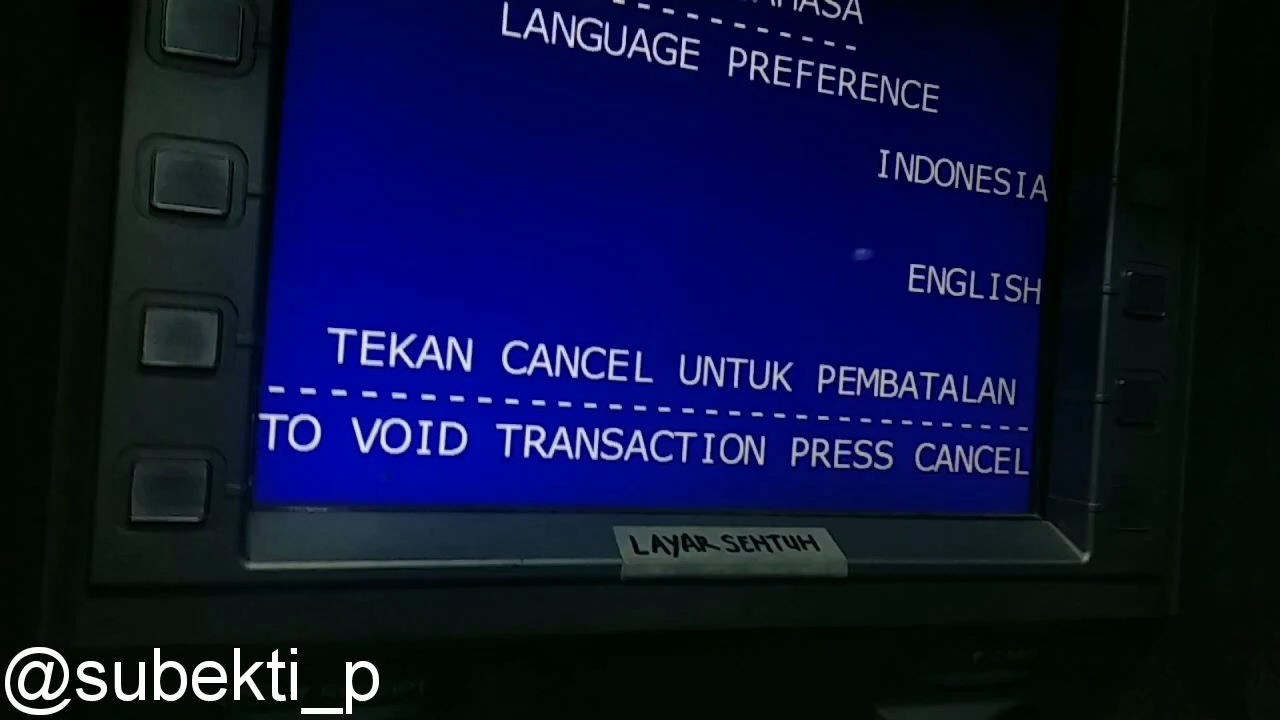 LANGUAGE PREFERENCE
INDONESIA
ENGLISH
TEKAN CANCEL UNTUK PEMBATALAN
TO VOID TRANSACTION PRESS CANCEL
LAYAR SENTUH
@subekti_p